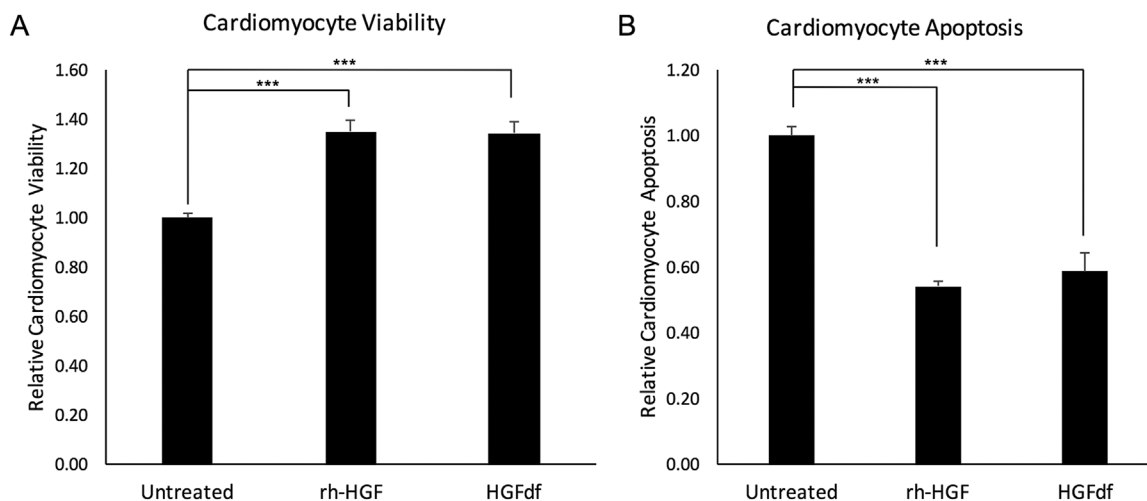 A
Cardiomyocyte Viability
Relative Cardiomyocyte Viability
1.60
1.40
1.20
1.00
0.80
0.60
0.40
0.20
0.00
***
***
Untreated rh-HGF HGFdf
B
Cardiomyocyte Apoptosis
Relative Cardiomyocyte Apoptosis
1.20
1.00
0.80
0.60
0.40
0.20
0.00
***
***
Untreated rh-HGF HGFdf